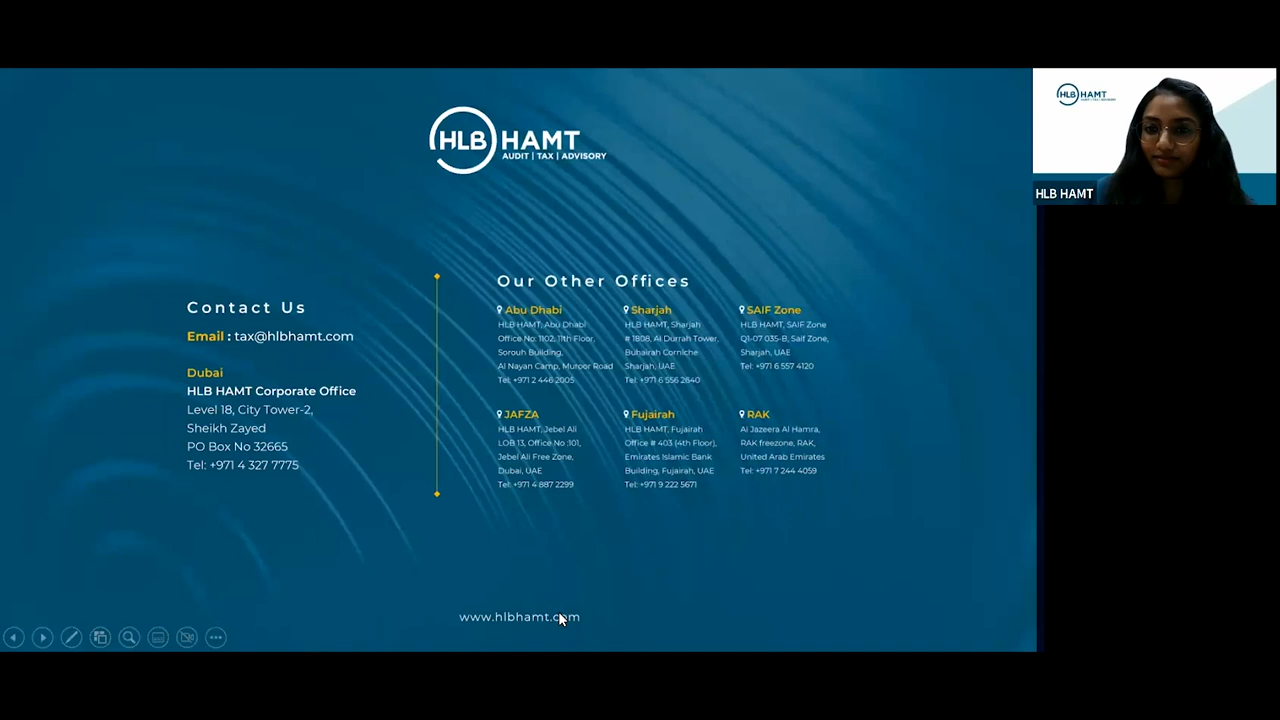 HLB HAMT
AUDIT | TAX | ADVISORY
Contact Us
Email : tax@hlbhamt.com
Dubai
HLB HAMT Corporate Office
Level 18, City Tower-2,
Sheikh Zayed
PO Box No 32665
Tel: +971 4 327 7775
Our Other Offices
Abu Dhabi
HLB HAMT, Abu Dhabi
Office No: 1102, 11th Floor,
Sorouh Building,
Al Nayan Camp, Muroor Road
Tel: +971 2 446 2005
Sharjah
HLB HAMT, Sharjah
# 1808, Al Durrah Tower,
Buhairah Corniche
Sharjah, UAE
Tel: +971 6 556 2640
SAIF Zone
HLB HAMT, SAIF Zone
Q1-07 035-B, Saif Zone,
Sharjah, UAE
Tel: +971 6 557 4120
JAFZA
HLB HAMT, Jebel Ali
LOB 13, Office No :101,
Jebel Ali Free Zone,
Dubai, UAE
Tel: +971 4 887 2299
Fujairah
HLB HAMT, Fujairah
Office # 403 (4th Floor),
Emirates Islamic Bank
Building, Fujairah, UAE
Tel: +971 9 222 5671
RAK
Al Jazeera Al Hamra,
RAK freezone, RAK,
United Arab Emirates
Tel: +971 7 244 4059
www.hlbhamt.com
HLB HAMT
AUDIT | TAX | ADVISORY
HLB HAMT